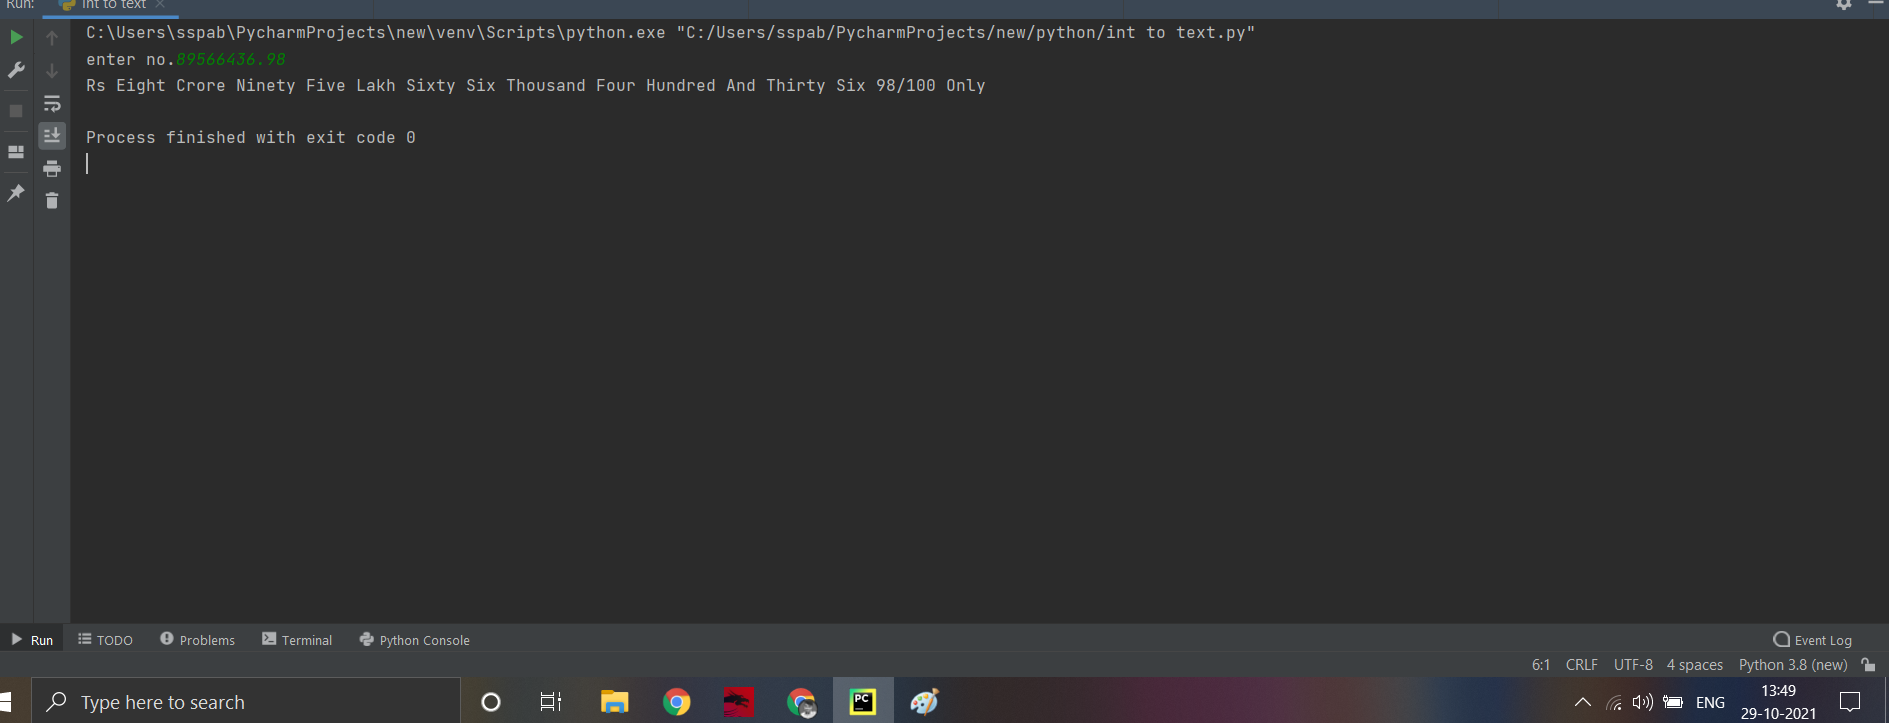 Run: int to text
C:\Users\sspab\PycharmProjects\new\venv\Scripts\python.exe "C:/Users/sspab/PycharmProjects/new/python/int to text.py"
enter no.89566436.98
Rs Eight Crore Ninety Five Lakh Sixty Six Thousand Four Hundred And Thirty Six 98/100 Only
Process finished with exit code 0
Run TODO Problems Terminal Python Console Event Log
6:1 CRLF UTF-8 4 spaces Python 3.8 (new)
Type here to search PC ENG 13:49
29-10-2021